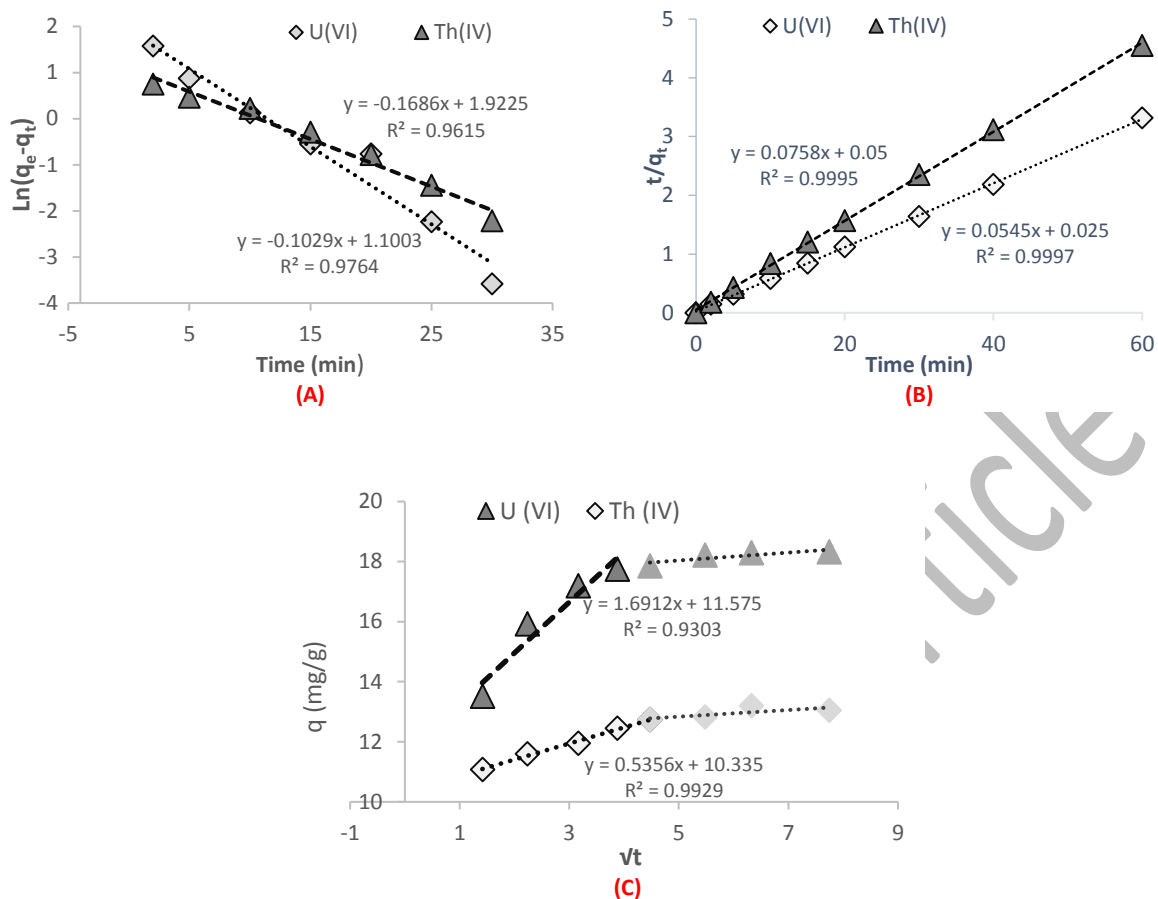 U(VI) Th(IV)
2
1
0
-1
-2
-3
-4
Ln(qe-qt)
y = -0.1686x + 1.9225
R² = 0.9615
y = -0.1029x + 1.1003
R² = 0.9764
-5 5 15 25 35
Time (min)
(A)
U(VI) Th(IV)
5
4
3
2
1
0
t/qt
y = 0.0758x + 0.05
R² = 0.9995
y = 0.0545x + 0.025
R² = 0.9997
0 20 40 60
Time (min)
(B)
U (VI) Th (IV)
20
18
16
14
12
10
q (mg/g)
y = 1.6912x + 11.575
R² = 0.9303
y = 0.5356x + 10.335
R² = 0.9929
-1 1 3 5 7 9
√t
(C)
ticle